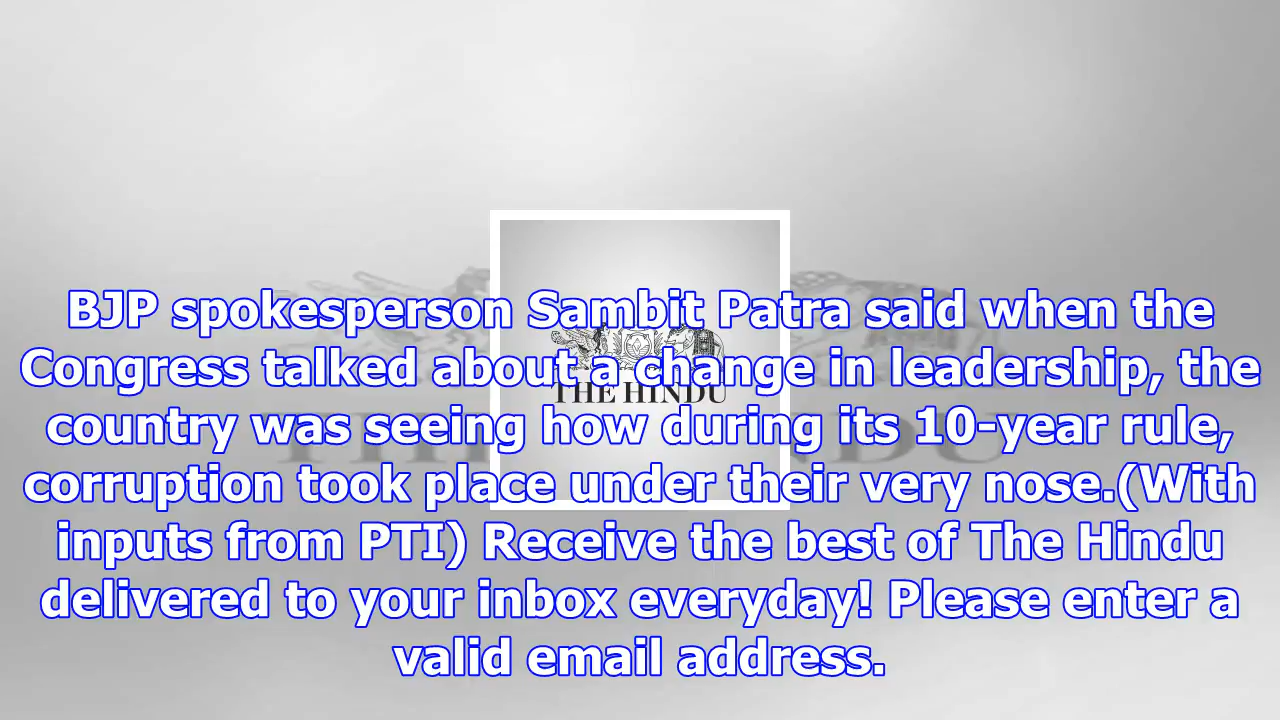 BJP spokesperson Sambit Patra said when the
Congress talked about a change in leadership, the
country was seeing how during its 10-year rule,
corruption took place under their very nose.(With
inputs from PTI) Receive the best of The Hindu
delivered to your inbox everyday! Please enter a
valid email address.
THE HINDU